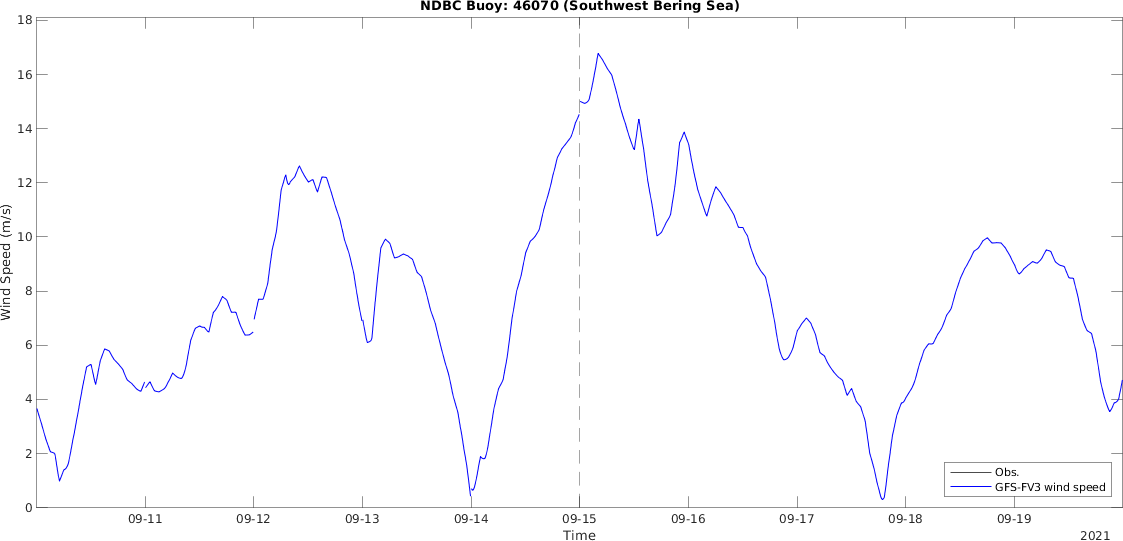 NDBC Buoy: 46070 (Southwest Bering Sea)
18
16
14
12
10
8
6
4
2
0
Wind Speed (m/s)
09-11 09-12 09-13 09-14 09-15 09-16 09-17 09-18 09-19
Time
2021
Obs.
GFS-FV3 wind speed